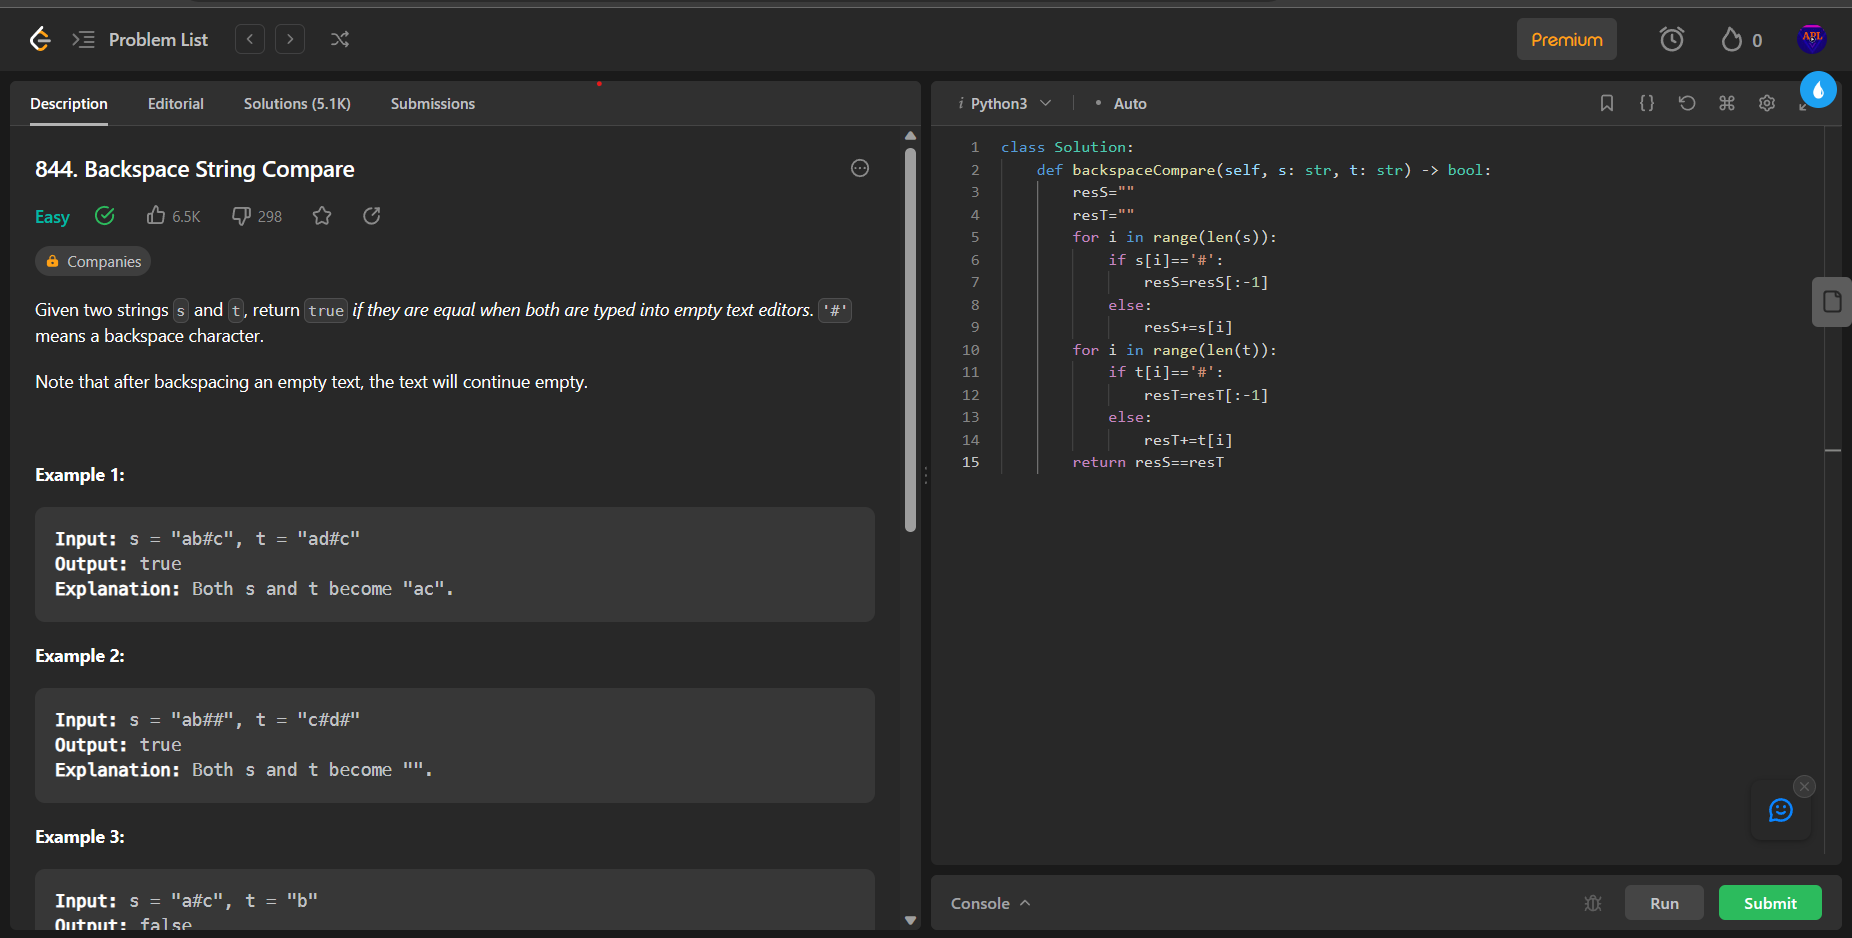 Problem List
Premium
0
Description Editorial Solutions (5.1K) Submissions
844. Backspace String Compare
Easy 6.5K 298
Companies
Given two strings s and t, return true if they are equal when both are typed into empty text editors. '#'
means a backspace character.
Note that after backspacing an empty text, the text will continue empty.
Example 1:
Input: s = "ab#c", t = "ad#c"
Output: true
Explanation: Both s and t become "ac".
Example 2:
Input: s = "ab##", t = "c#d#"
Output: true
Explanation: Both s and t become "".
Example 3:
Input: s = "a#c", t = "b"
Output: false
i Python3 • Auto
1 class Solution:
2     def backspaceCompare(self, s: str, t: str) -> bool:
3         resS=""
4         resT=""
5         for i in range(len(s)):
6             if s[i]=='#':
7                 resS=resS[:-1]
8             else:
9                 resS+=s[i]
10         for i in range(len(t)):
11             if t[i]=='#':
12                 resT=resT[:-1]
13             else:
14                 resT+=t[i]
15         return resS==resT
Console
Run
Submit